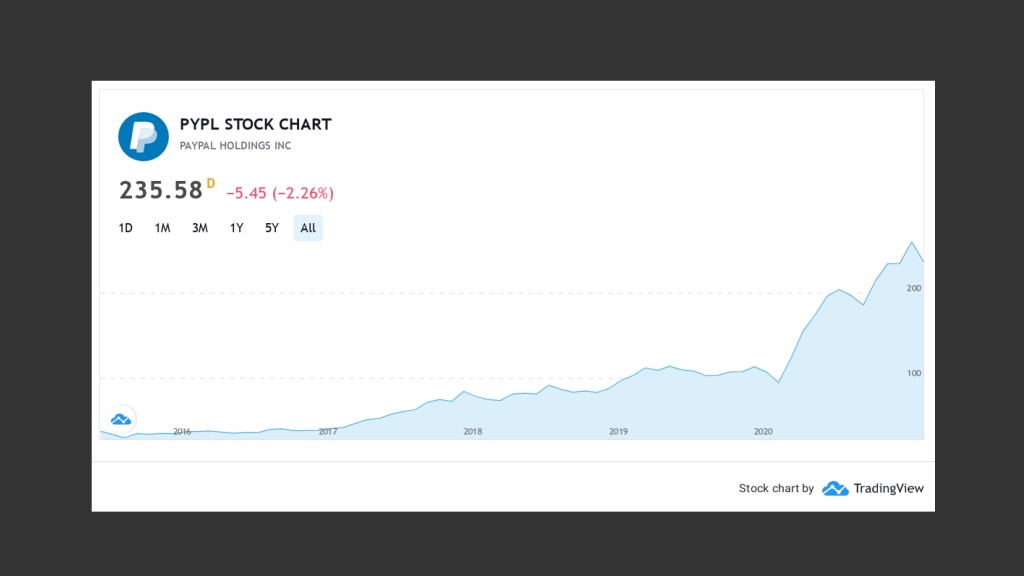 PYPL STOCK CHART
PAYPAL HOLDINGS INC
235.58 D −5.45 (−2.26%)
1D 1M 3M 1Y 5Y All
200
100
2016 2017 2018 2019 2020
Stock chart by TradingView